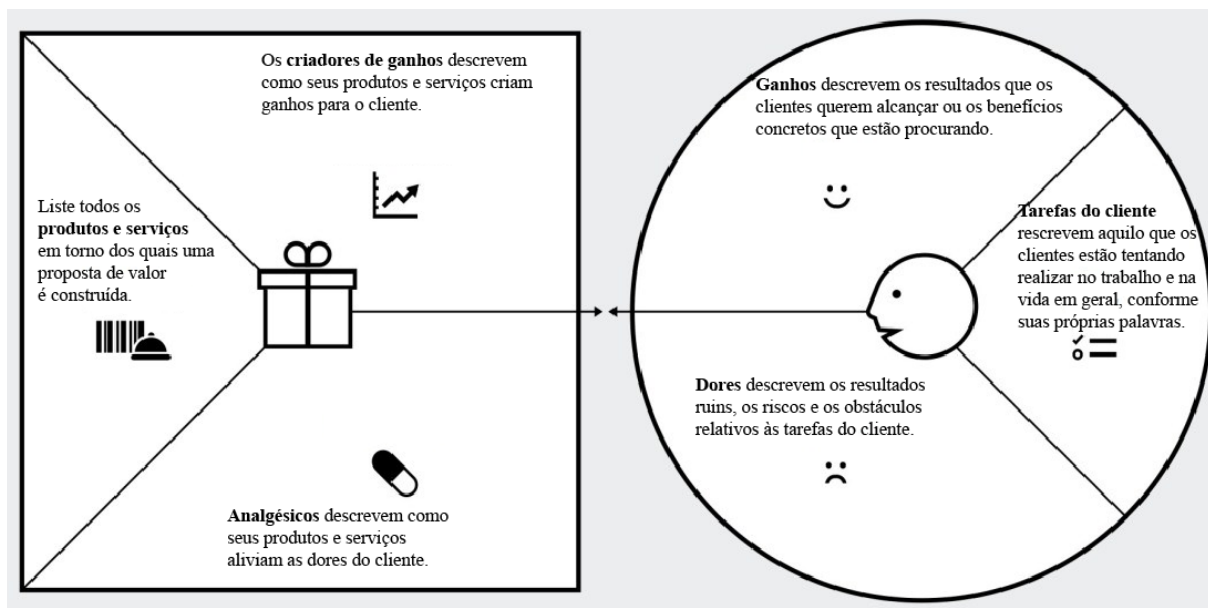 Os criadores de ganhos descrevem
como seus produtos e serviços criam
ganhos para o cliente.
Liste todos os
produtos e serviços
em torno dos quais uma
proposta de valor
é construída.
Analgésicos descrevem como
seus produtos e serviços
aliviam as dores do cliente.
Ganhos descrevem os resultados que os
clientes querem alcançar ou os benefícios
concretos que estão procurando.
Tarefas do cliente
rescrevem aquilo que os
clientes estão tentando
realizar no trabalho e na
vida em geral, conforme
suas próprias palavras.
Dores descrevem os resultados
ruins, os riscos e os obstáculos
relativos às tarefas do cliente.